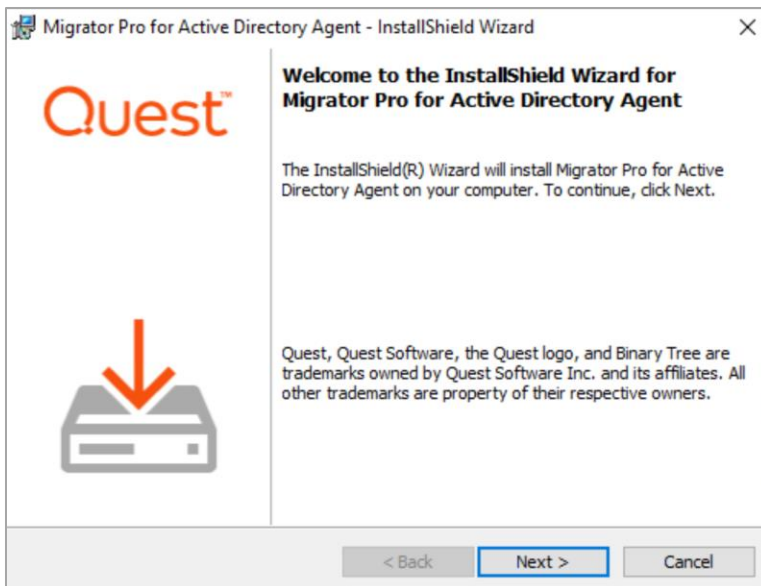 Migrator Pro for Active Directory Agent - InstallShield Wizard
Quest™
Welcome to the InstallShield Wizard for
Migrator Pro for Active Directory Agent
The InstallShield(R) Wizard will install Migrator Pro for Active
Directory Agent on your computer. To continue, click Next.
Quest, Quest Software, the Quest logo, and Binary Tree are
trademarks owned by Quest Software Inc. and its affiliates. All
other trademarks are property of their respective owners.
< Back
Next >
Cancel